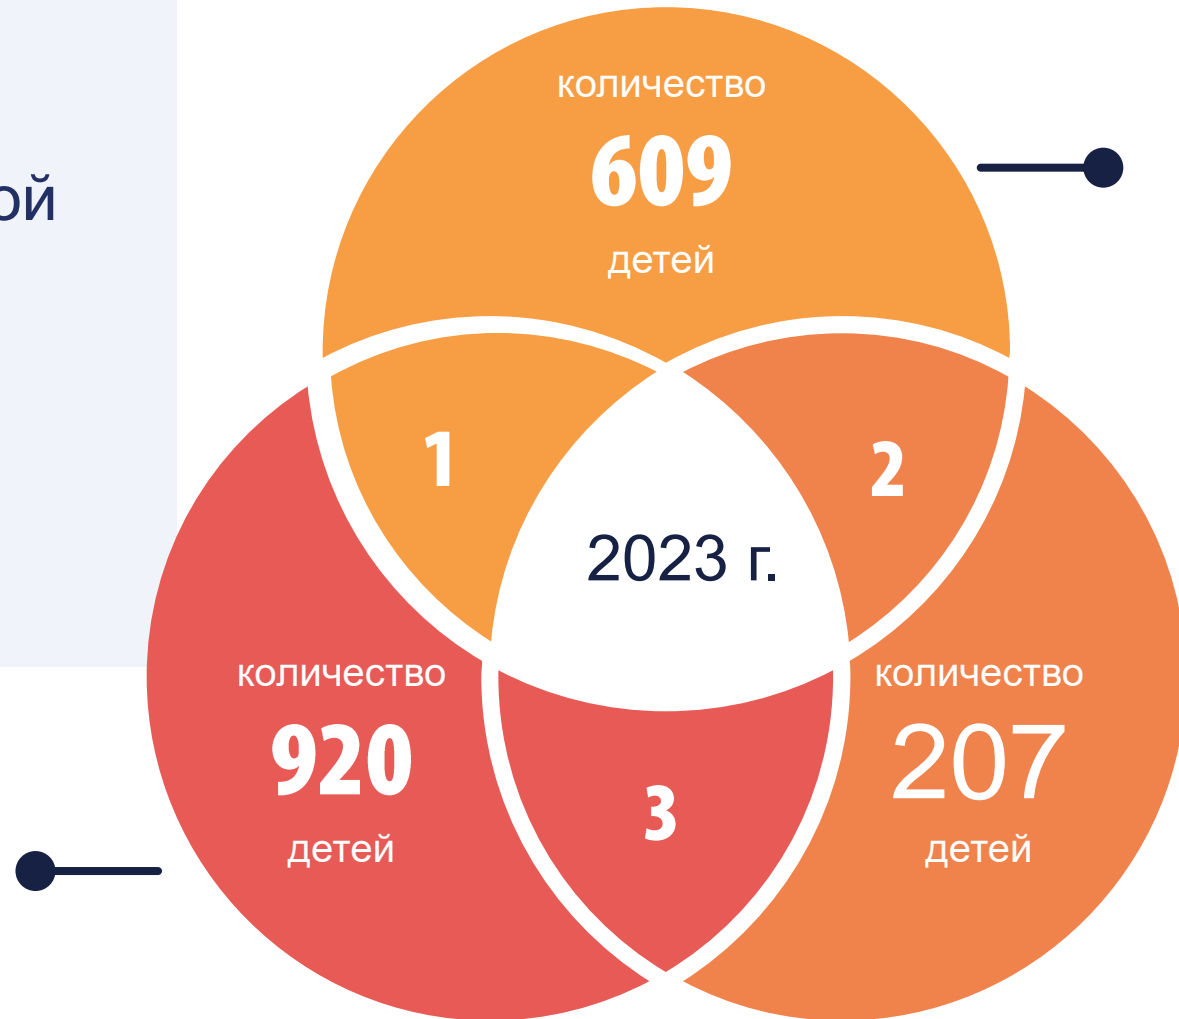 ой
количество
609
детей
1
2
2023 г.
количество
920
детей
количество
207
детей
3